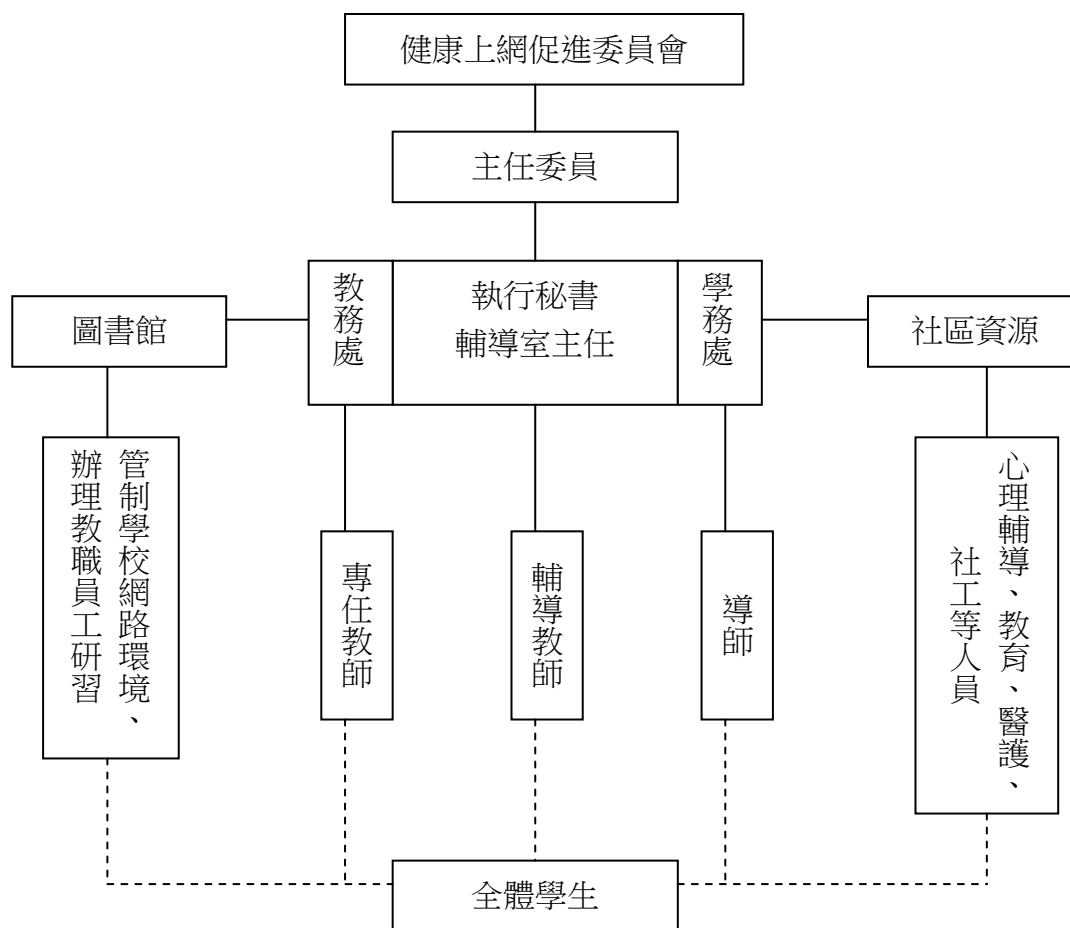 健康上網促進委員會
主任委員
圖書館
教務處
執行秘書
輔導室主任
學務處
社區資源
管制學校網路環境、
辦理教職員工研習
專任教師
輔導教師
導師
心理輔導、教育、醫護、
社工等人員
全體學生